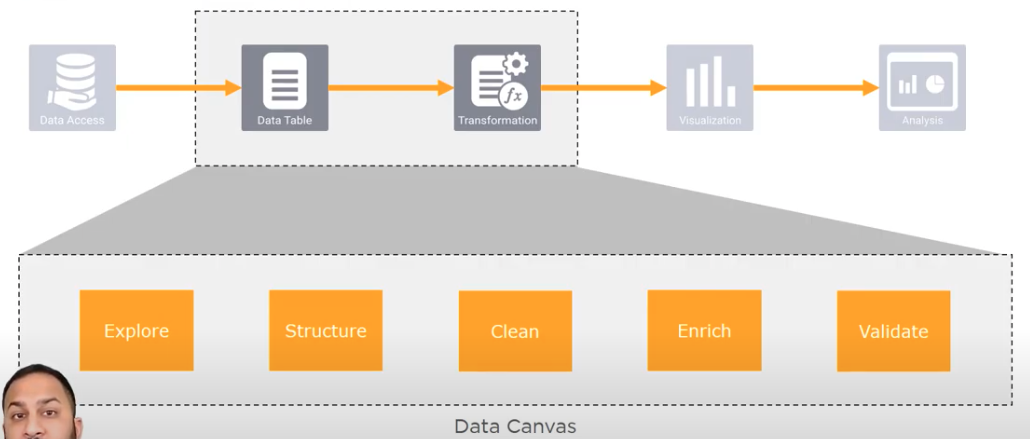 Data Access
Data Table
Transformation
Visualization
Analysis
fx
Explore
Structure
Clean
Enrich
Validate
Data Canvas